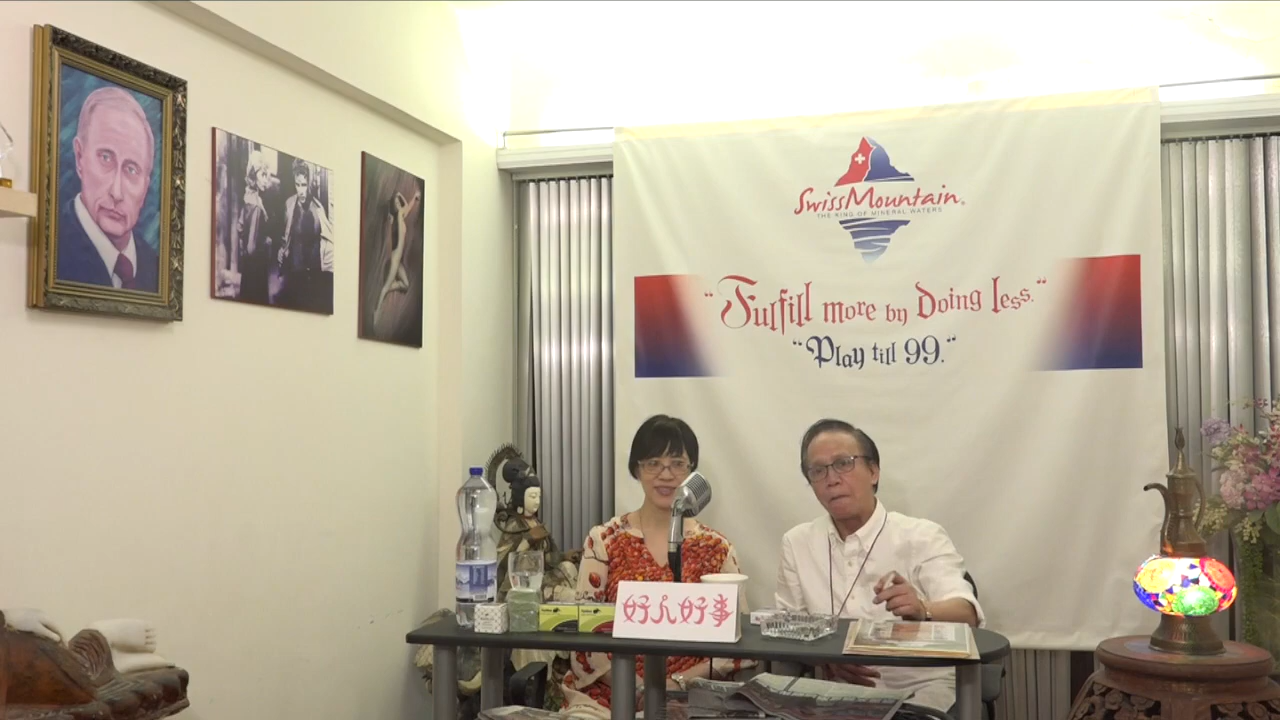 SwissMountain®
THE KING OF MINERAL WATERS
“Fulfill more by Doing less.“
“Play till 99.“
好人好事